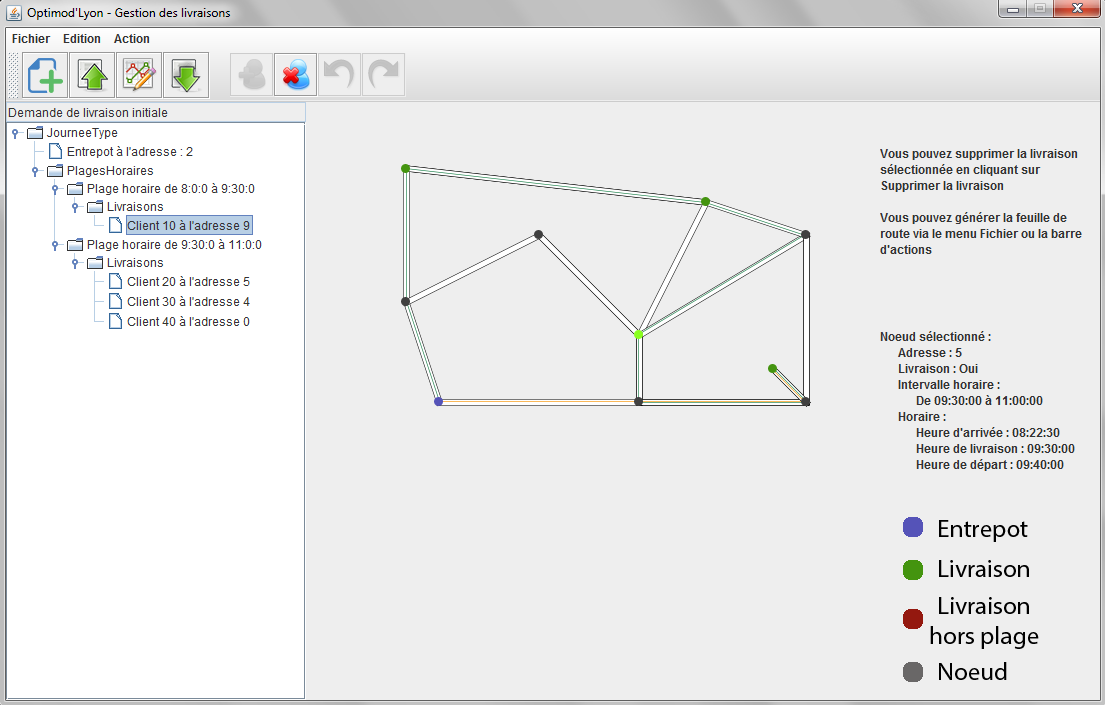 Optimod'Lyon - Gestion des livraisons
Fichier Edition Action
Demande de livraison initiale
JourneeType
Entrepot à l'adresse : 2
PlagesHoraires
Plage horaire de 8:0:0 à 9:30:0
Livraisons
Client 10 à l'adresse 9
Plage horaire de 9:30:0 à 11:0:0
Livraisons
Client 20 à l'adresse 5
Client 30 à l'adresse 4
Client 40 à l'adresse 0
Vous pouvez supprimer la livraison
sélectionnée en cliquant sur
Supprimer la livraison
Vous pouvez générer la feuille de
route via le menu Fichier ou la barre
d'actions
Noeud sélectionné :
Adresse : 5
Livraison : Oui
Intervalle horaire :
De 09:30:00 à 11:00:00
Horaire :
Heure d'arrivée : 08:22:30
Heure de livraison : 09:30:00
Heure de départ : 09:40:00
Entrepot
Livraison
Livraison
hors plage
Noeud